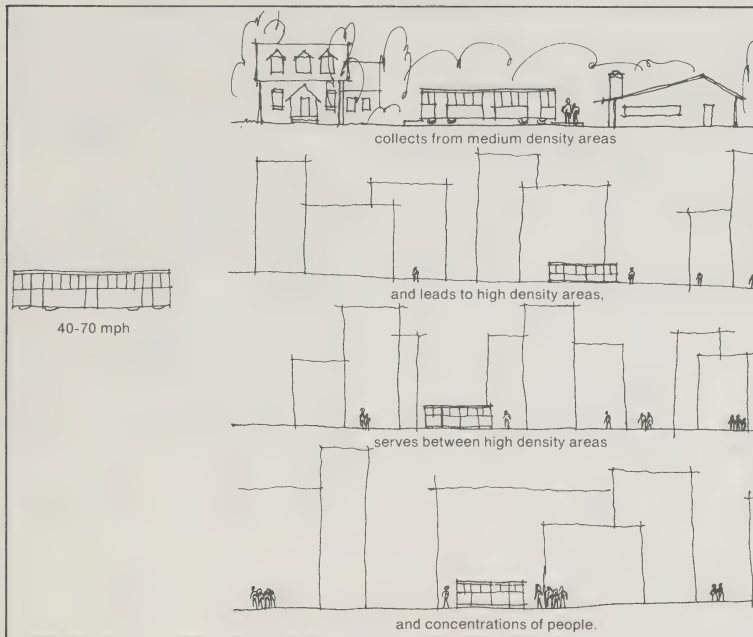 collects from medium density areas
and leads to high density areas,
40-70 mph
serves between high density areas
and concentrations of people.